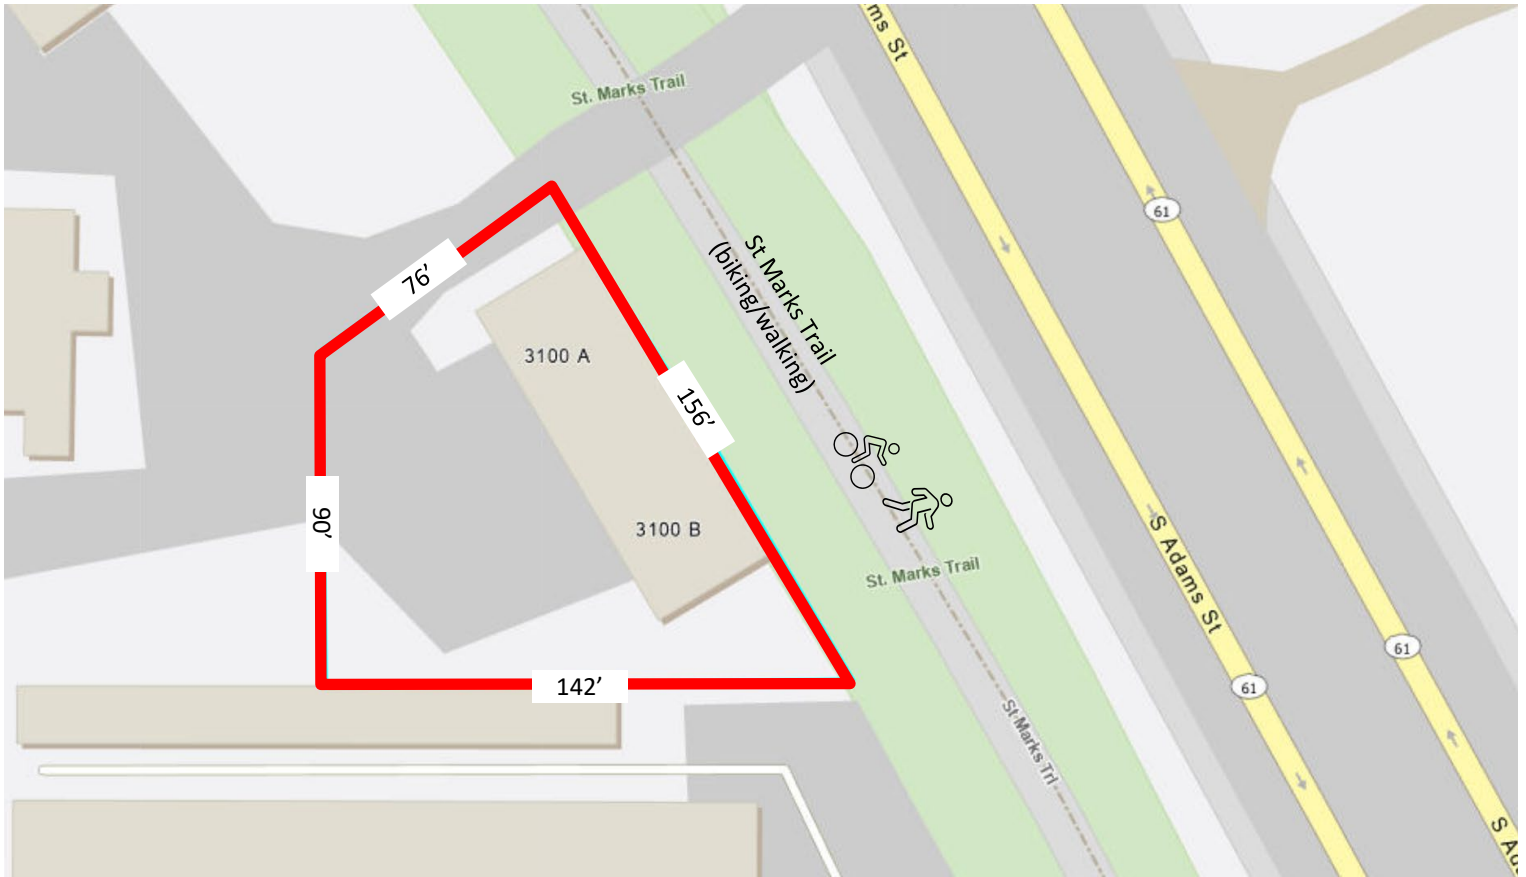 ms St
St. Marks Trail
61
St Marks Trail
(biking/walking)
76’
3100 A
156’
90’
3100 B
S Adams St
St. Marks Trail
61
61
142’
St Marks Trl
S Ad